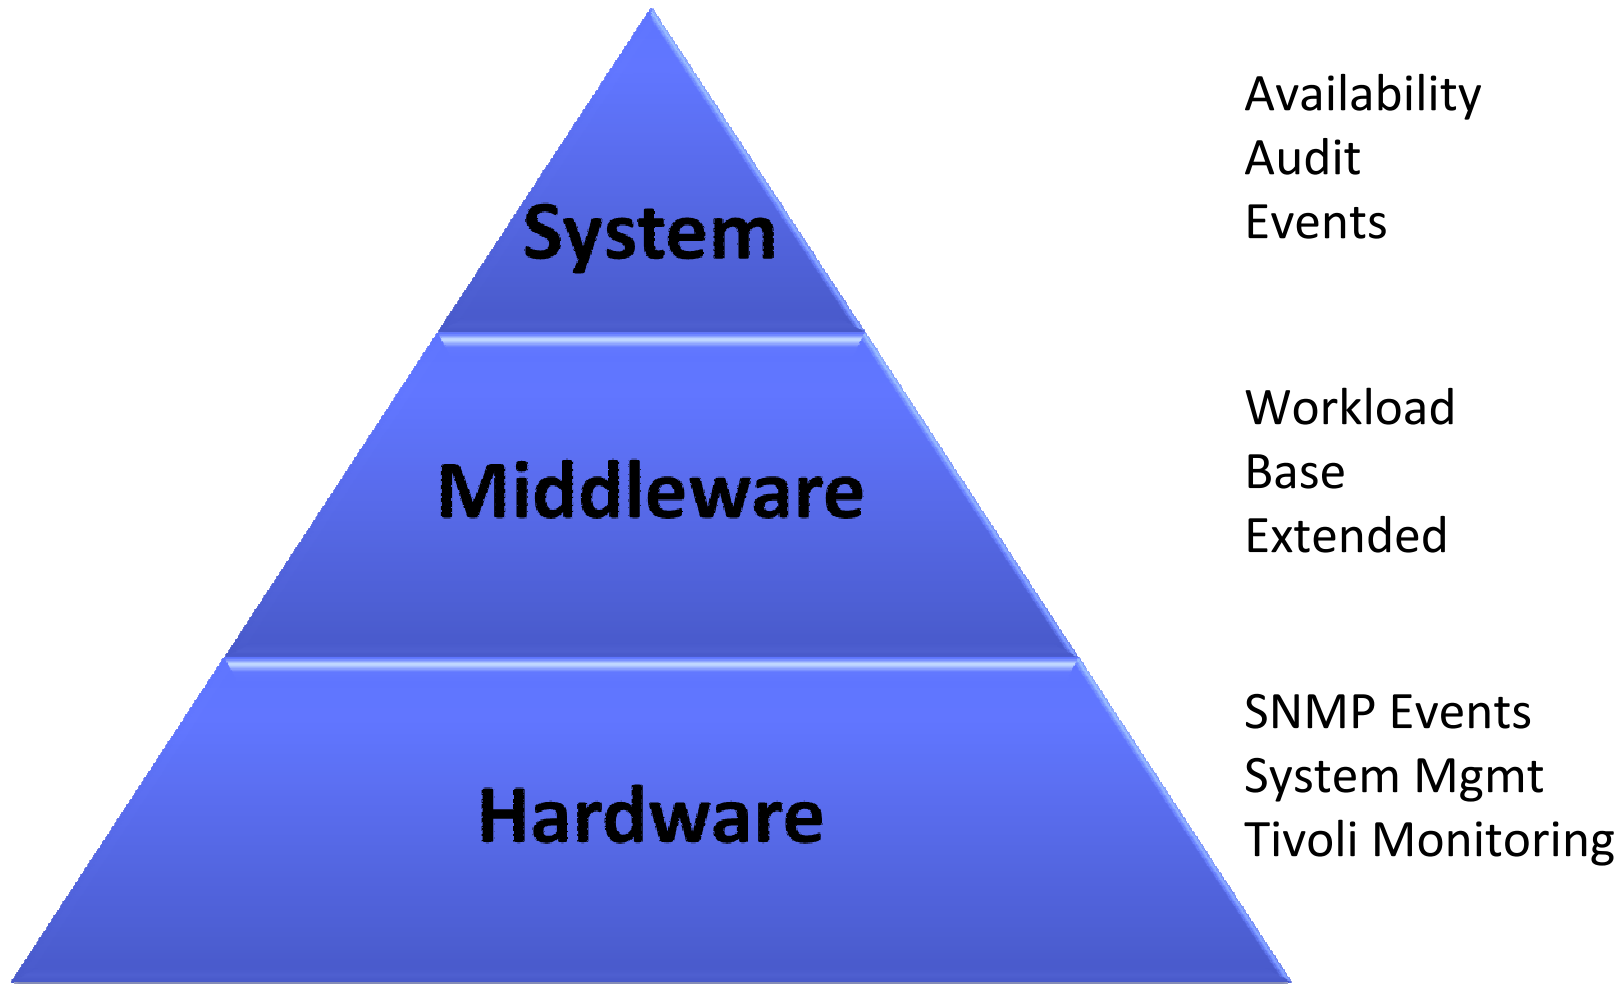 System
Availability
Audit
Events
Middleware
Workload
Base
Extended
Hardware
SNMP Events
System Mgmt
Tivoli Monitoring